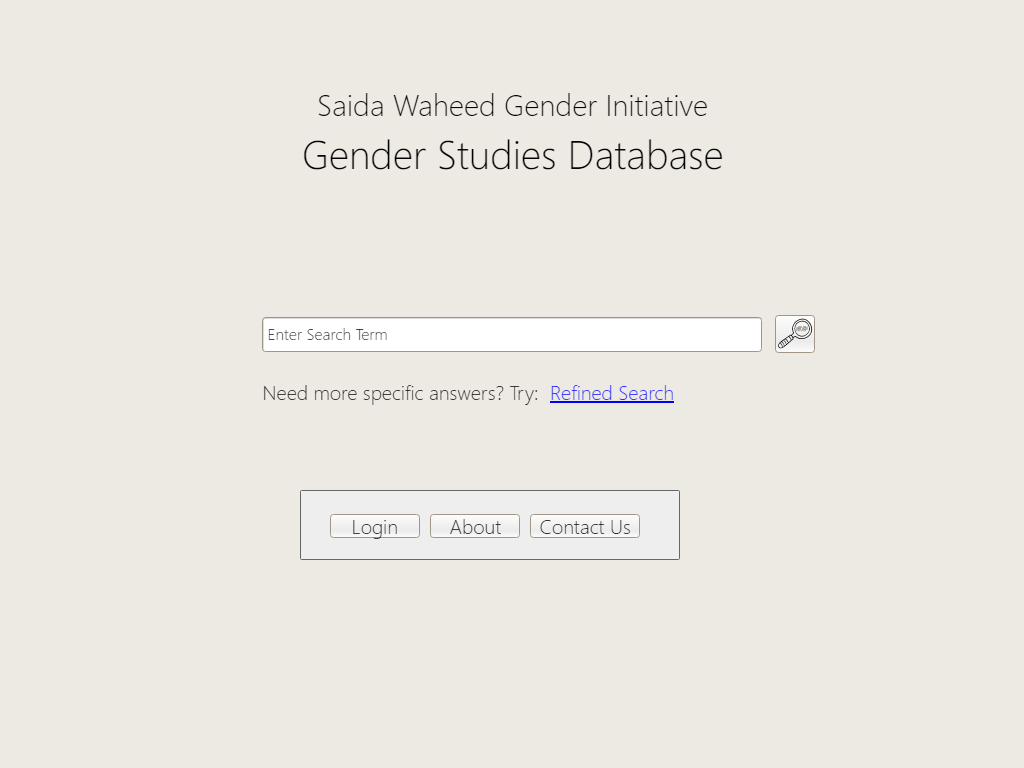 Saida Waheed Gender Initiative
Gender Studies Database
Enter Search Term
Need more specific answers? Try: Refined Search
Login About Contact Us